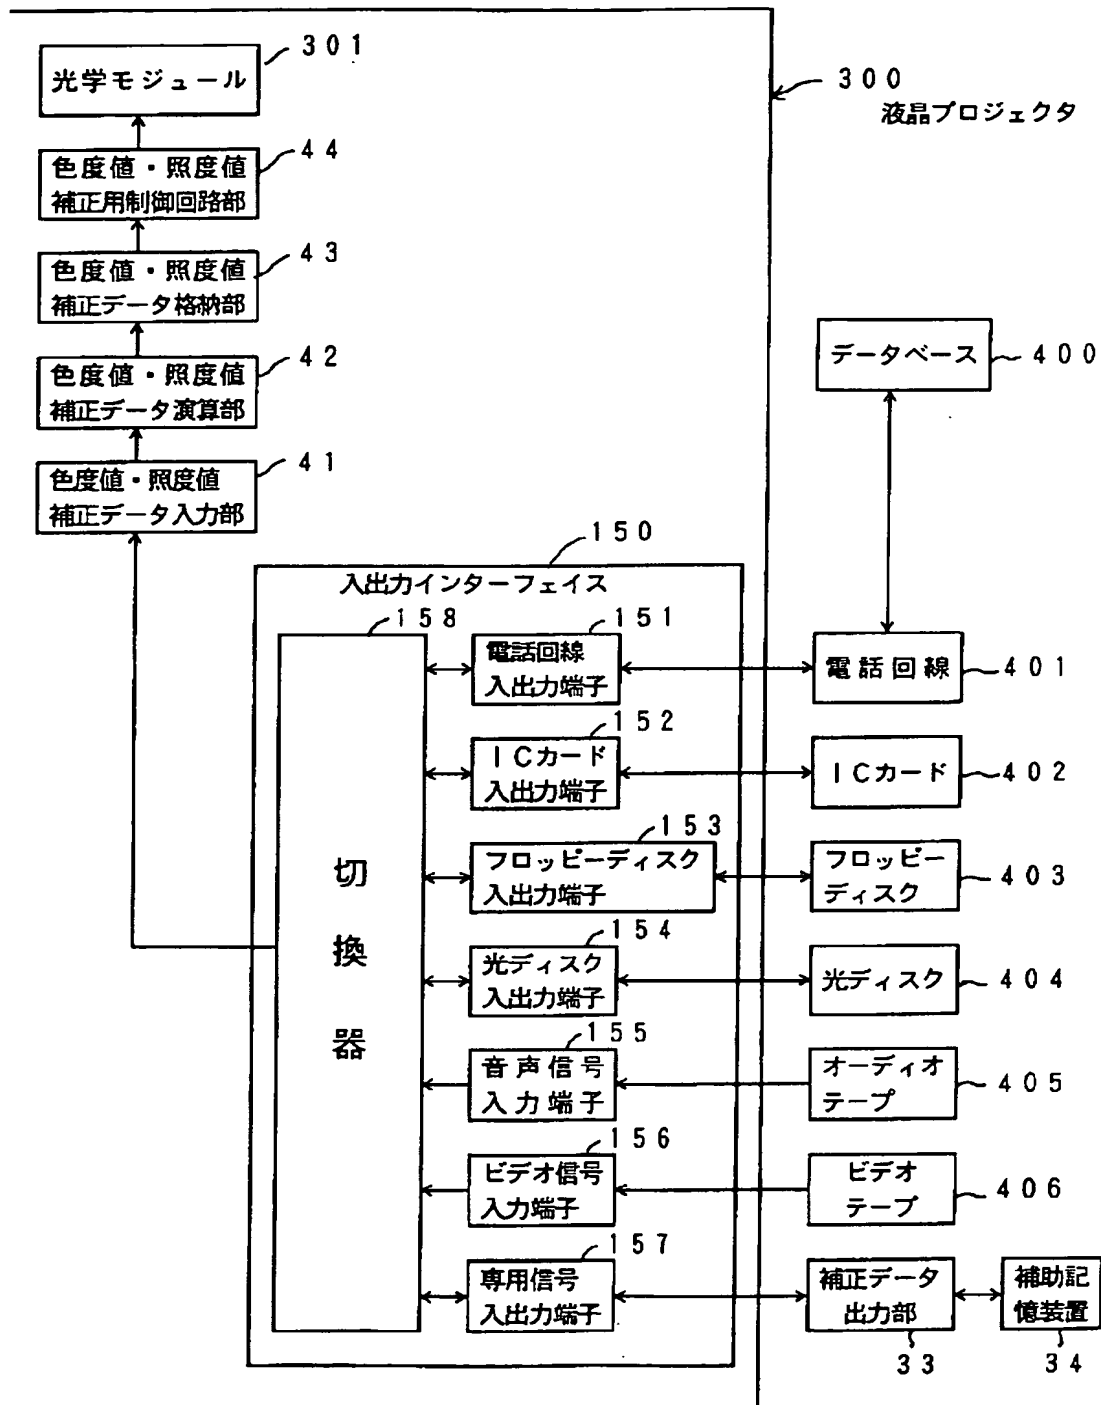 301
光学モジュール
300
液晶プロジェクタ
44
色度値・照度値
補正用制御回路部
43
色度値・照度値
補正データ格納部
42
色度値・照度値
補正データ演算部
41
色度値・照度値
補正データ入力部
データベース
400
150
入出力インターフェイス
158
切
換
器
151
電話回線
入出力端子
電話回線
401
152
ICカード
入出力端子
ICカード
402
153
フロッピーディスク
入出力端子
フロッピー
ディスク
403
154
光ディスク
入出力端子
光ディスク
404
155
音声信号
入力端子
オーディオ
テープ
405
156
ビデオ信号
入力端子
ビデオ
テープ
406
157
専用信号
入出力端子
補正データ
出力部
33
補助記
憶装置
34